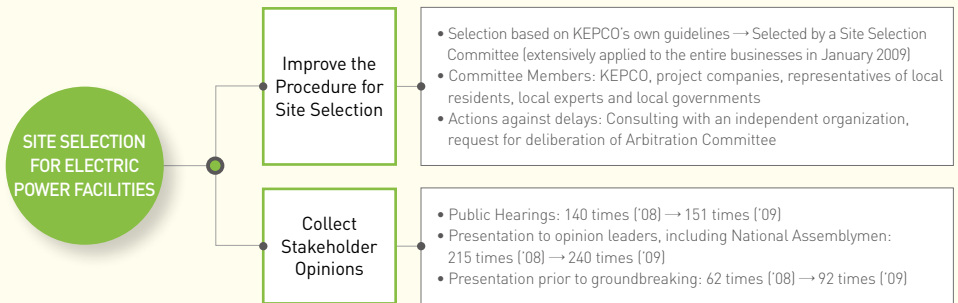 SITE SELECTION
FOR ELECTRIC
POWER FACILITIES
Improve the
Procedure for
Site Selection
• Selection based on KEPCO's own guidelines → Selected by a Site Selection
Committee (extensively applied to the entire businesses in January 2009)
• Committee Members: KEPCO, project companies, representatives of local
residents, local experts and local governments
• Actions against delays: Consulting with an independent organization,
request for deliberation of Arbitration Committee
Collect
Stakeholder
Opinions
• Public Hearings: 140 times ('08) → 151 times ('09)
• Presentation to opinion leaders, including National Assemblymen:
215 times ('08) → 240 times ('09)
• Presentation prior to groundbreaking: 62 times ('08) → 92 times ('09)